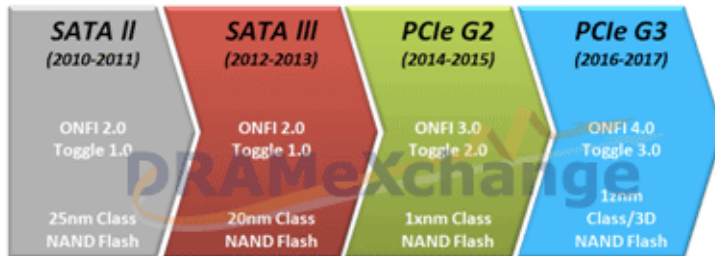 SATA ll
(2010-2011)
ONFI 2.0
Toggle 1.0
25nm Class
NAND Flash
SATA lll
(2012-2013)
ONFI 2.0
Toggle 1.0
20nm Class
NAND Flash
PCIe G2
(2014-2015)
ONFI 3.0
Toggle 2.0
1xnm Class
NAND Flash
PCIe G3
(2016-2017)
ONFI 4.0
Toggle 3.0
1znm
Class/3D
NAND Flash
DRAMeXchange